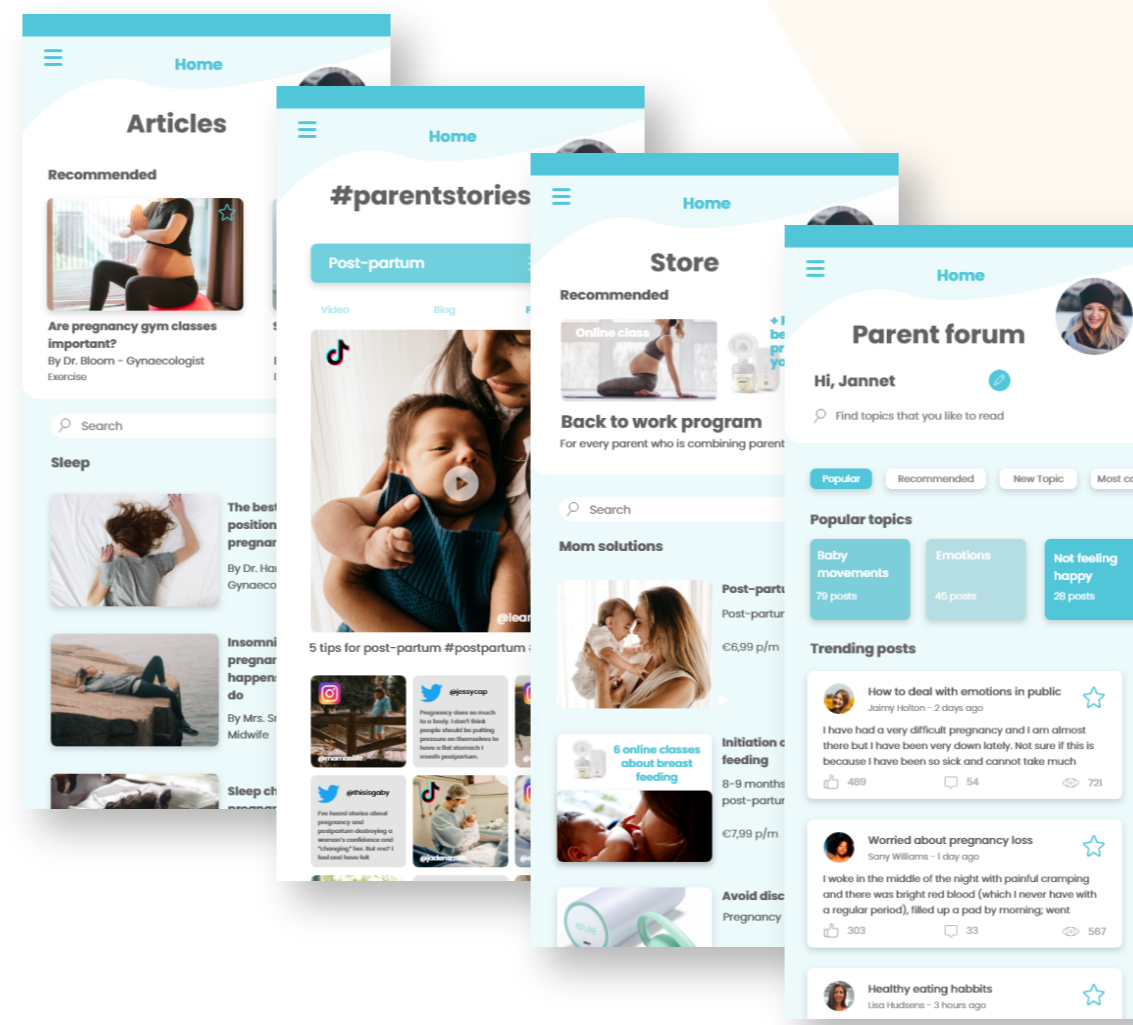 Home
Articles
Recommended
Are pregnancy gym classes
important?
By Dr. Bloom - Gynaecologist
Exercise
Search
Sleep
The best
position
By Dr.
Gynaeco
Insomni
happen
do
By Mrs.
Midwife
Sleep
Home
#parentstories
Post-partum
Video
Blog
5 tips for post-partum #postpartum
@jessycap
Pregnancy does so much
to a body. I don't think
people should be putting
pressure on themselves to
have a flat stomach 1
month postpartum.
@thisisgaby
I've heard stories about
pregnancy and
postpartum destroying a
woman's confidence and
"changing" her. But me? I
feel and have felt
Home
Store
Recommended
Online class
Back to work program
For every parent who is combining parent
Search
Mom solutions
Post-partu
Post-partur
€6,99 p/m
6 online classes
about breast
feeding
Initiation
feeding
8-9 months
post-partur
€7,99 p/m
elvie
Avoid disc
Pregnancy
Home
Parent forum
Hi, Jannet
Find topics that you like to read
Popular
Recommended
New Topic
Most co
Popular topics
Baby
movements
79 posts
Emotions
45 posts
Not feeling
happy
28 posts
Trending posts
How to deal with emotions in public
Jaimy Holton - 2 days ago
I have had a very difficult pregnancy and I am almost
there but I have been very down lately. Not sure if this is
because I have been so sick and cannot take much
489
54
721
Worried about pregnancy loss
Sany Williams - 1 day ago
I woke in the middle of the night with painful cramping
and there was bright red blood (which I never have with
a regular period), filled up a pad by morning; went
303
33
567
Healthy eating habbits
Lisa Hudsens - 3 hours ago